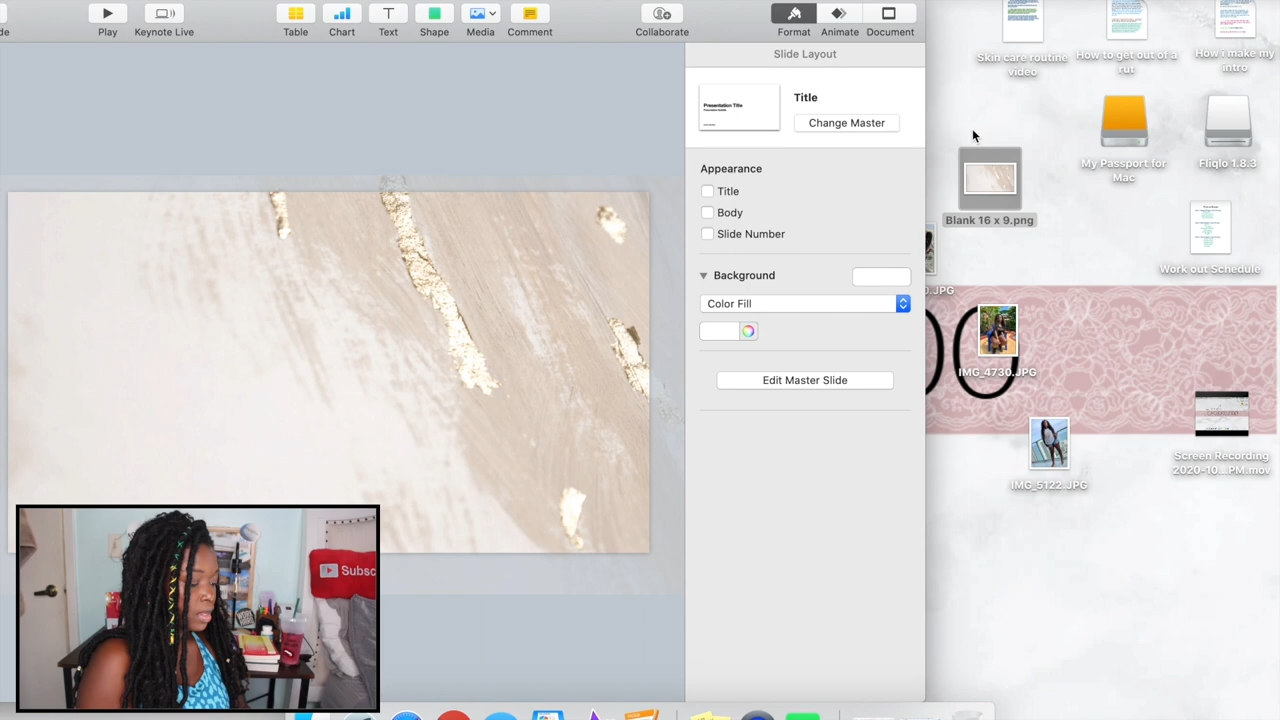 Play
Keynote Live
Table
Chart
Text
Shape
Media
Comment
Collaborate
Format
Animate
Document
Slide Layout
Presentation Title
Title
Change Master
Appearance
Title
Body
Slide Number
Background
Color Fill
Edit Master Slide
Skin care routine
video
How to get out of a
rut
How i make my
intro
My Passport for
Mac
Fliqlo 1.8.3
Blank 16 x 9.png
Work out Schedule
.JPG
IMG_4730.JPG
IMG_5122.JPG
Screen Recording
2020-10...PM.mov
Subsc